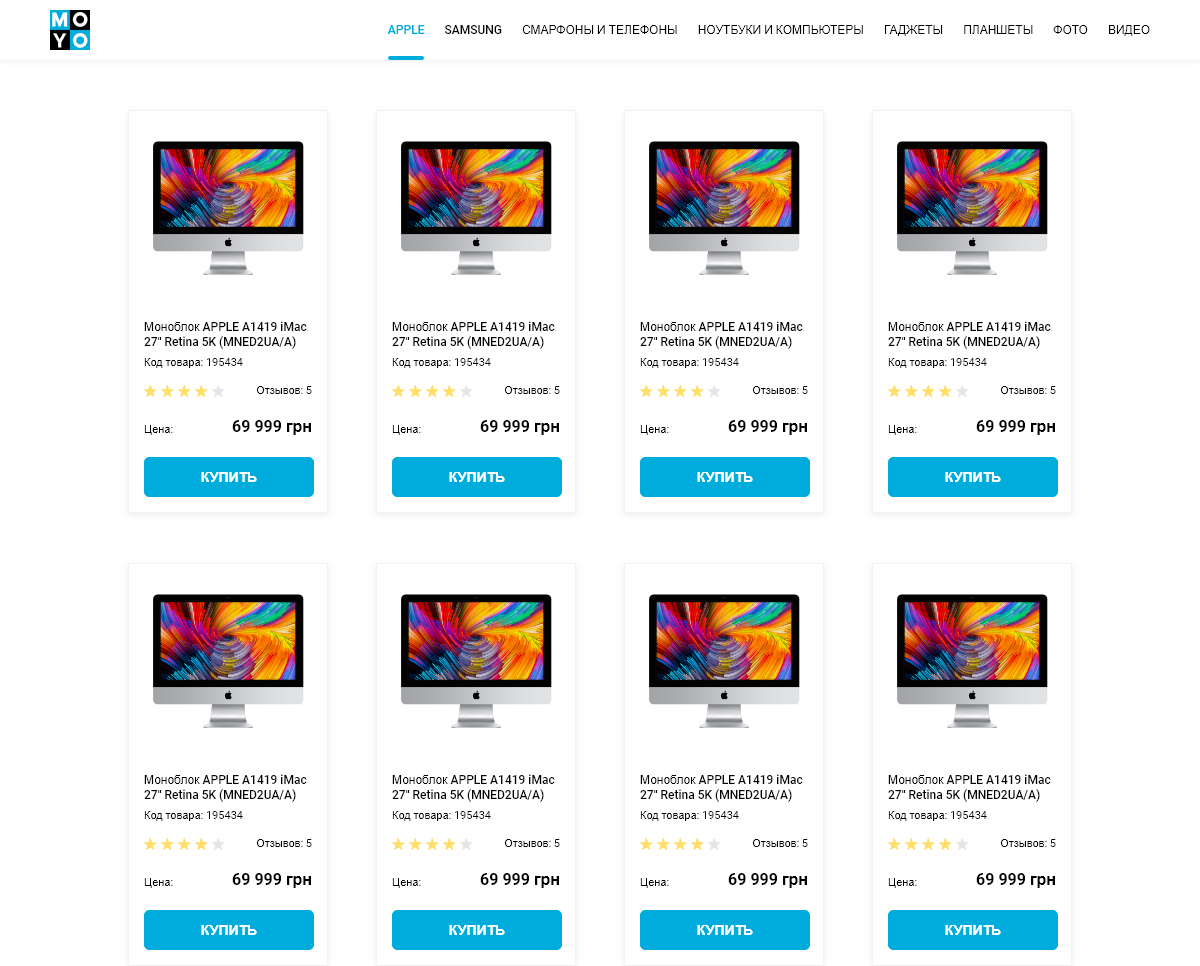 MO
YO
APPLE SAMSUNG СМАРФОНЫ И ТЕЛЕФОНЫ НОУТБУКИ И КОМПЬЮТЕРЫ ГАДЖЕТЫ ПЛАНШЕТЫ ФОТО ВИДЕО
Моноблок APPLE A1419 iMac
27" Retina 5K (MNED2UA/A)
Код товара: 195434
Отзывов: 5
Цена: 69 999 грн
КУПИТЬ
Моноблок APPLE A1419 iMac
27" Retina 5K (MNED2UA/A)
Код товара: 195434
Отзывов: 5
Цена: 69 999 грн
КУПИТЬ
Моноблок APPLE A1419 iMac
27" Retina 5K (MNED2UA/A)
Код товара: 195434
Отзывов: 5
Цена: 69 999 грн
КУПИТЬ
Моноблок APPLE A1419 iMac
27" Retina 5K (MNED2UA/A)
Код товара: 195434
Отзывов: 5
Цена: 69 999 грн
КУПИТЬ
Моноблок APPLE A1419 iMac
27" Retina 5K (MNED2UA/A)
Код товара: 195434
Отзывов: 5
Цена: 69 999 грн
КУПИТЬ
Моноблок APPLE A1419 iMac
27" Retina 5K (MNED2UA/A)
Код товара: 195434
Отзывов: 5
Цена: 69 999 грн
КУПИТЬ
Моноблок APPLE A1419 iMac
27" Retina 5K (MNED2UA/A)
Код товара: 195434
Отзывов: 5
Цена: 69 999 грн
КУПИТЬ
Моноблок APPLE A1419 iMac
27" Retina 5K (MNED2UA/A)
Код товара: 195434
Отзывов: 5
Цена: 69 999 грн
КУПИТЬ